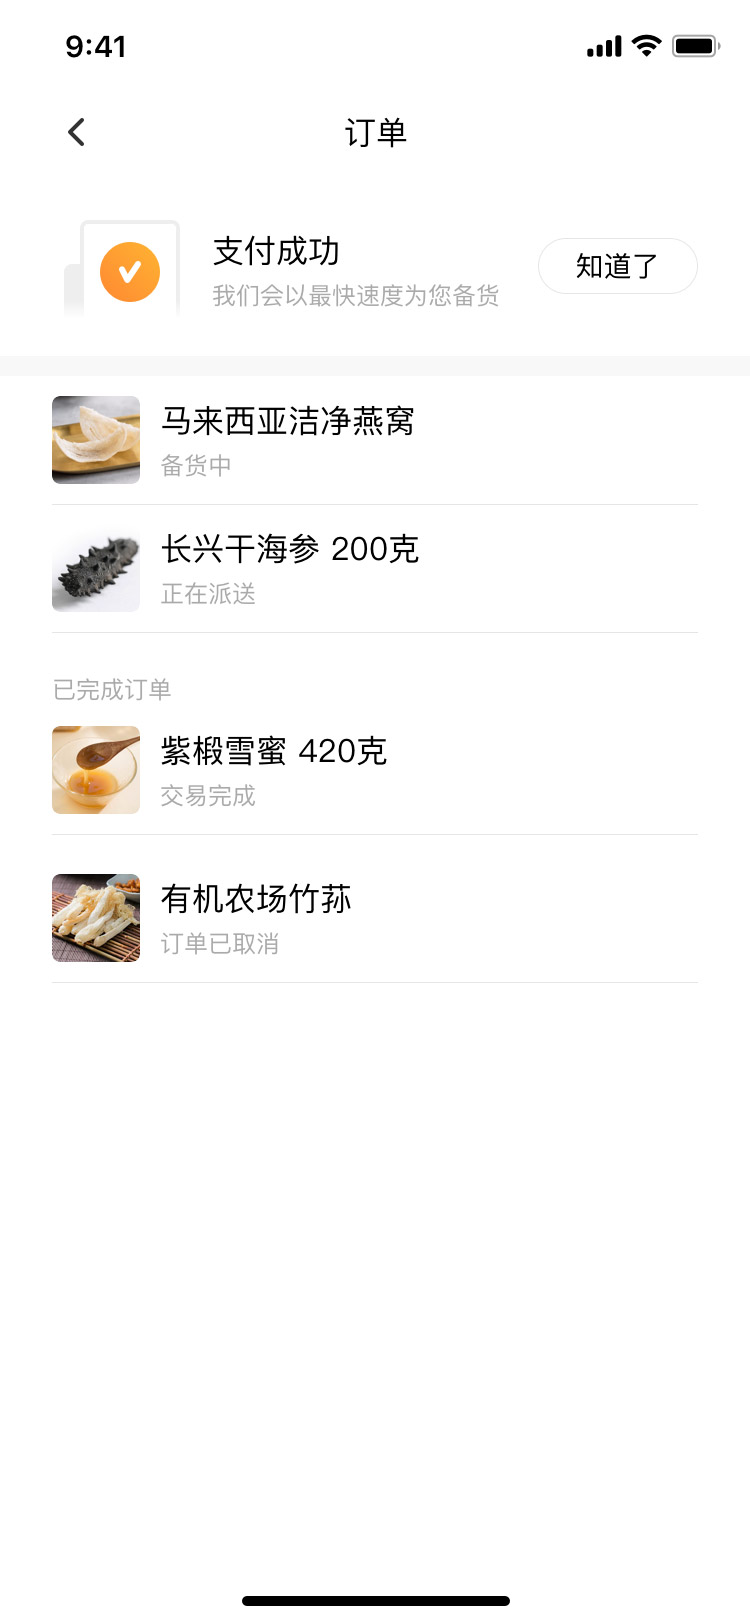 9:41
订单
支付成功
我们会以最快速度为您备货
知道了
马来西亚洁净燕窝
备货中
长兴干海参 200克
正在派送
已完成订单
紫椴雪蜜 420克
交易完成
有机农场竹荪
订单已取消